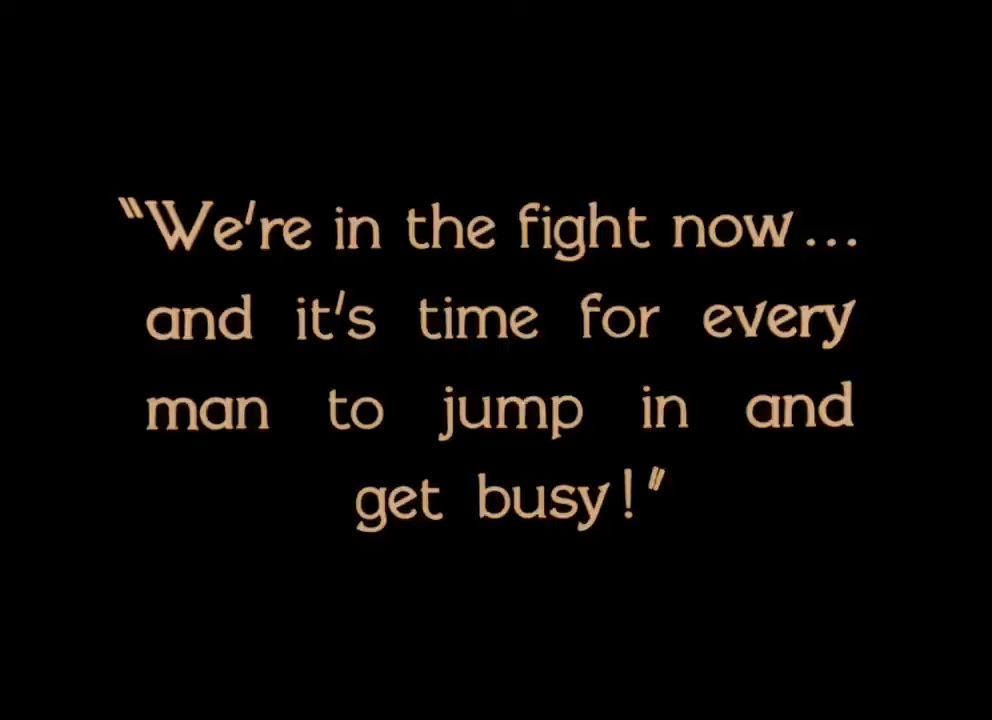 "We're in the fight now...
and it's time for every
man to jump in and
get busy!"